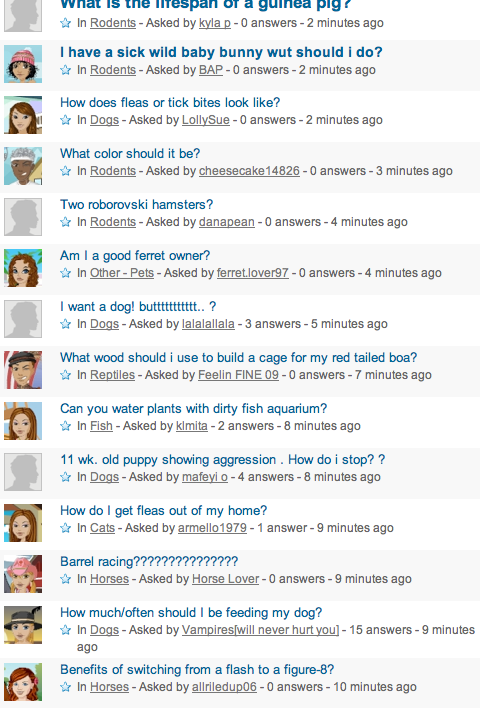 What is the lifespan of a guinea pig?
In Rodents - Asked by kyla p - 0 answers - 2 minutes ago
I have a sick wild baby bunny wut should i do?
In Rodents - Asked by BAP - 0 answers - 2 minutes ago
How does fleas or tick bites look like?
In Dogs - Asked by LollySue - 0 answers - 2 minutes ago
What color should it be?
In Rodents - Asked by cheesecake14826 - 0 answers - 3 minutes ago
Two roborovski hamsters?
In Rodents - Asked by danapean - 0 answers - 4 minutes ago
Am I a good ferret owner?
In Other - Pets - Asked by ferret.lover97 - 0 answers - 4 minutes ago
I want a dog! butttttttttttt.. ?
In Dogs - Asked by lalalallala - 3 answers - 5 minutes ago
What wood should i use to build a cage for my red tailed boa?
In Reptiles - Asked by Feelin FINE 09 - 0 answers - 7 minutes ago
Can you water plants with dirty fish aquarium?
In Fish - Asked by klmita - 2 answers - 8 minutes ago
11 wk. old puppy showing aggression . How do i stop? ?
In Dogs - Asked by mafeyi o - 4 answers - 8 minutes ago
How do I get fleas out of my home?
In Cats - Asked by armello1979 - 1 answer - 9 minutes ago
Barrel racing???????????????
In Horses - Asked by Horse Lover - 0 answers - 9 minutes ago
How much/often should I be feeding my dog?
In Dogs - Asked by Vampires[will never hurt you] - 15 answers - 9 minutes
ago
Benefits of switching from a flash to a figure-8?
In Horses - Asked by allriledup06 - 0 answers - 10 minutes ago